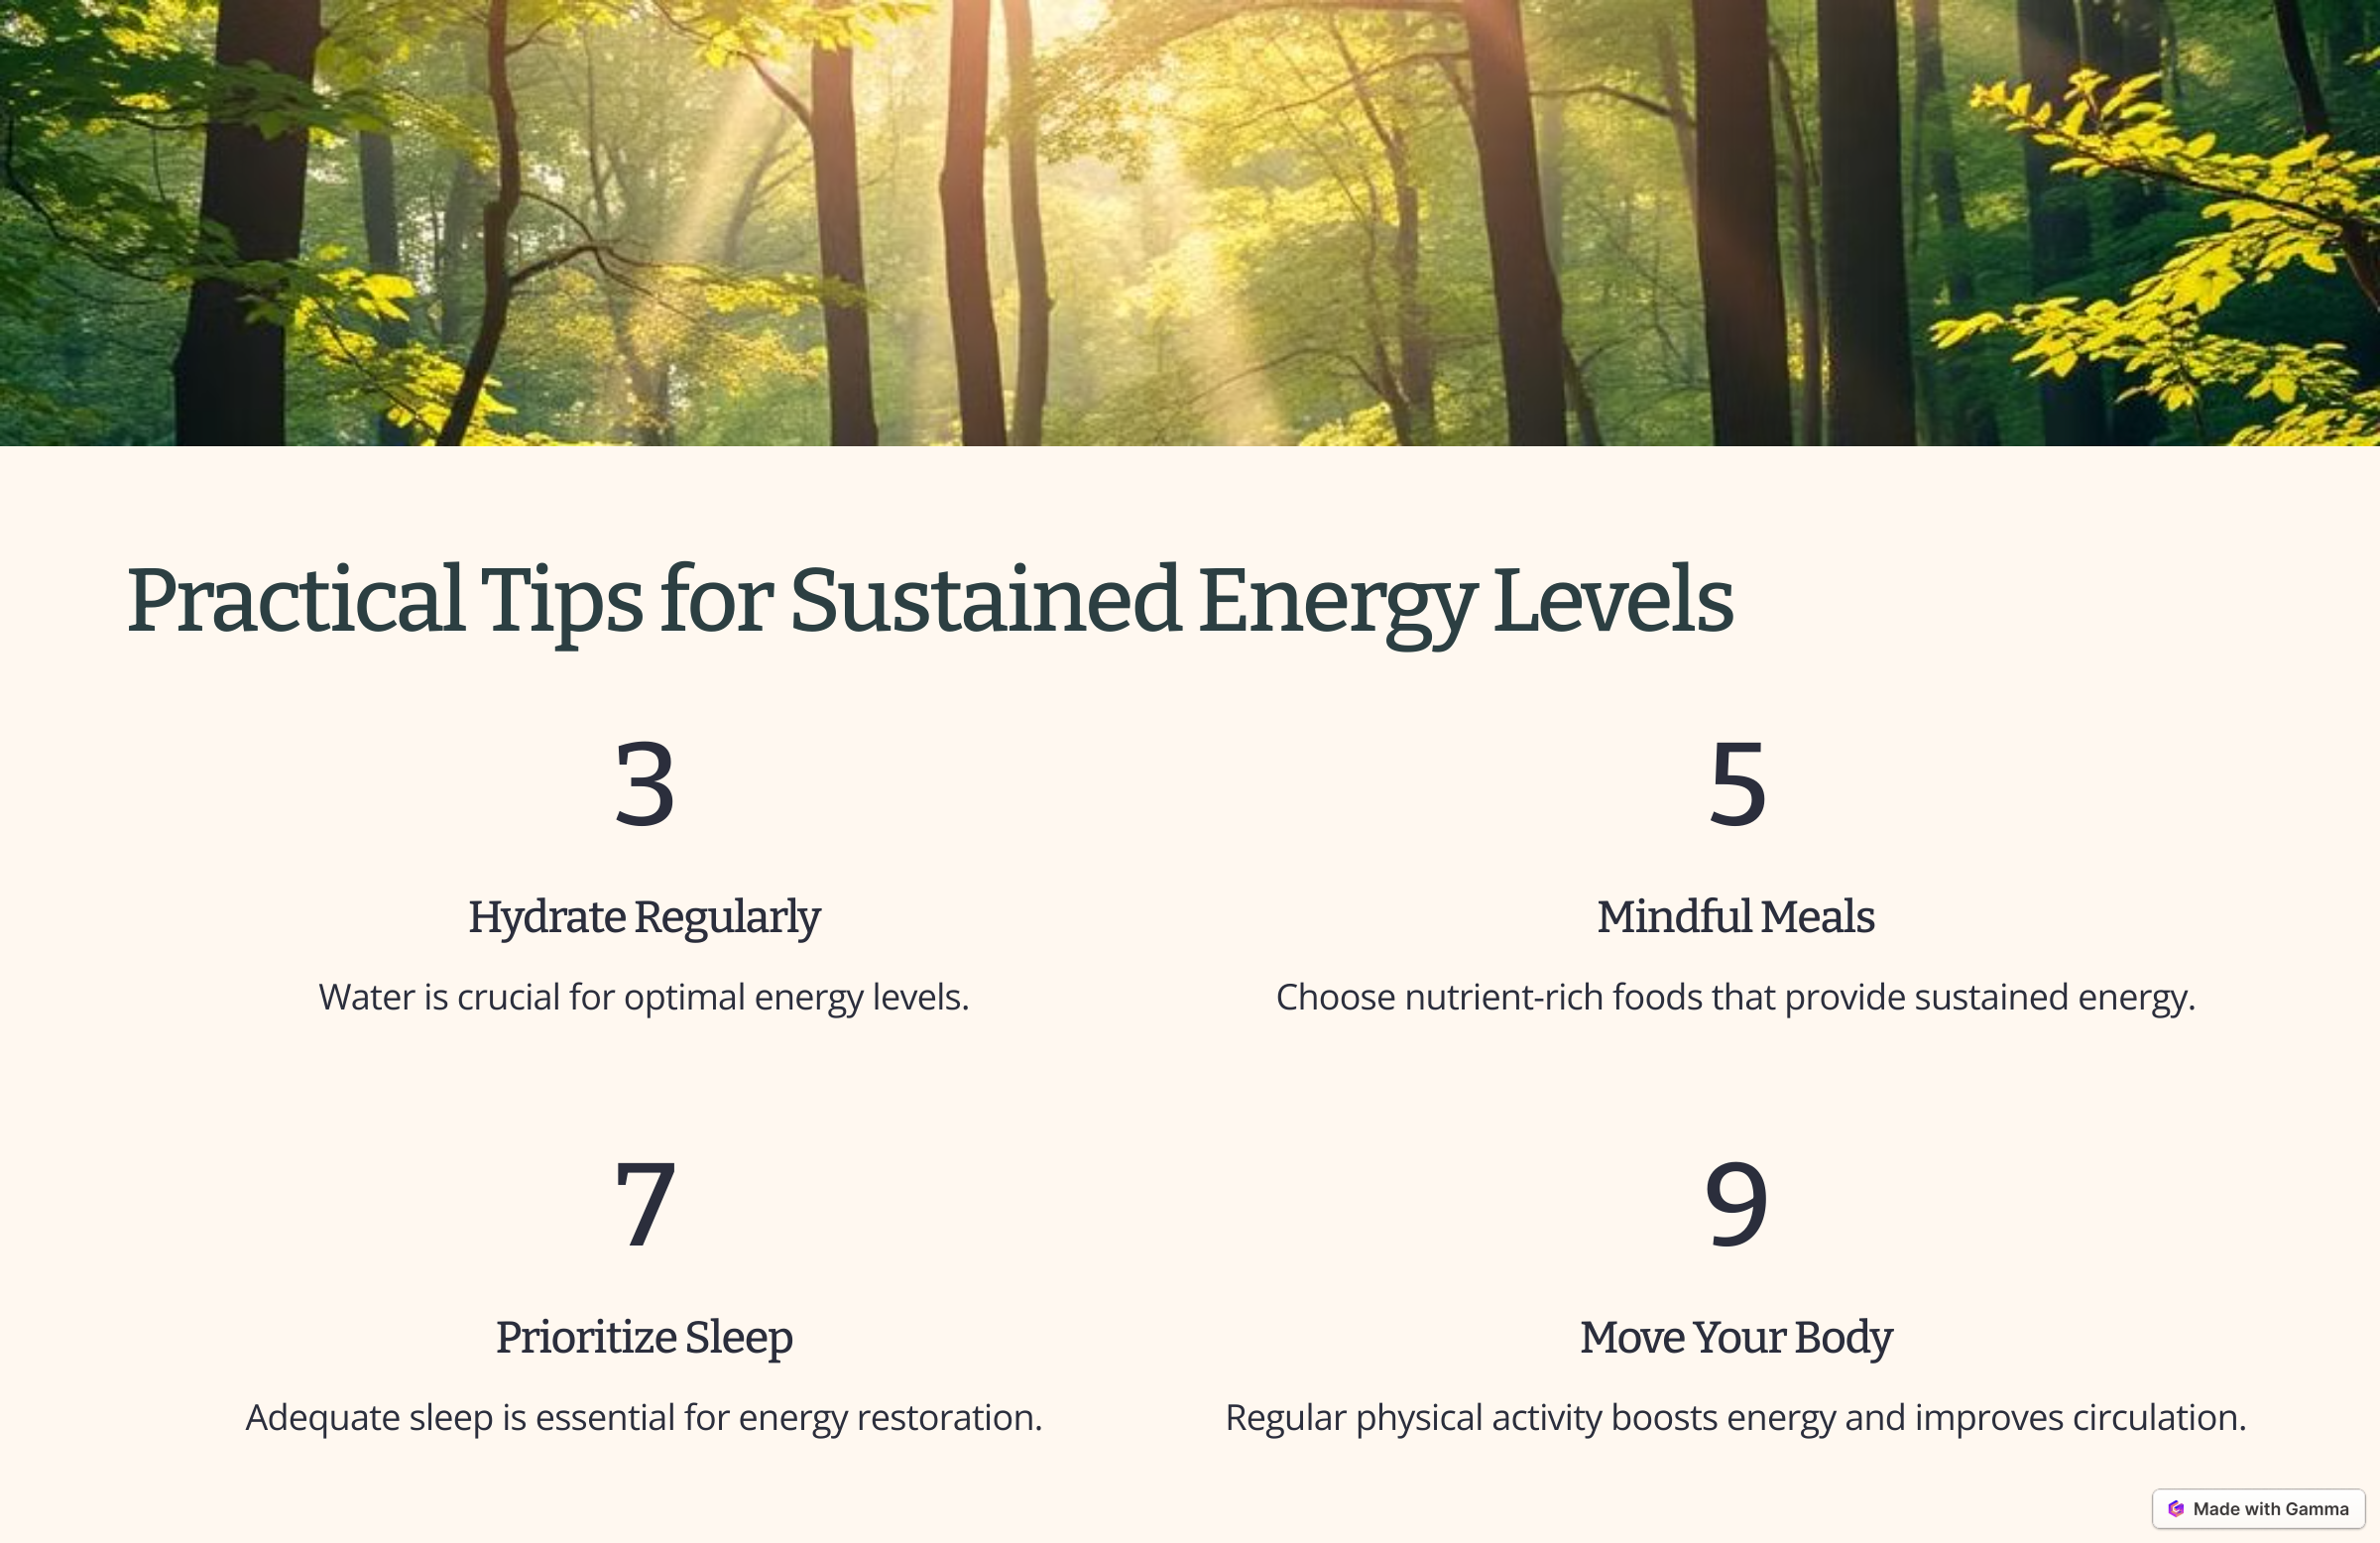 Practical Tips for Sustained Energy Levels
3
Hydrate Regularly
Water is crucial for optimal energy levels.
5
Mindful Meals
Choose nutrient-rich foods that provide sustained energy.
7
Prioritize Sleep
Adequate sleep is essential for energy restoration.
9
Move Your Body
Regular physical activity boosts energy and improves circulation.
Made with Gamma